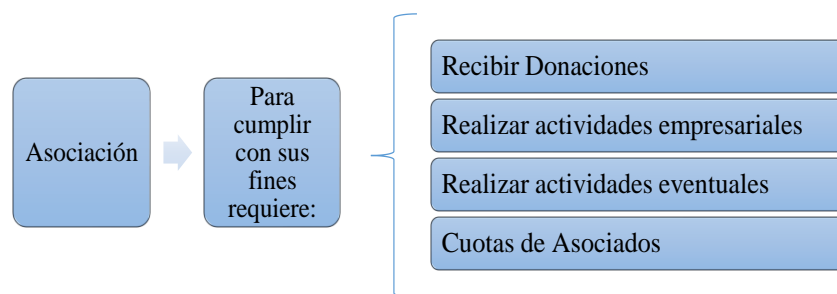 Asociación
Para
cumplir
con sus
fines
requiere:
Recibir Donaciones
Realizar actividades empresariales
Realizar actividades eventuales
Cuotas de Asociados